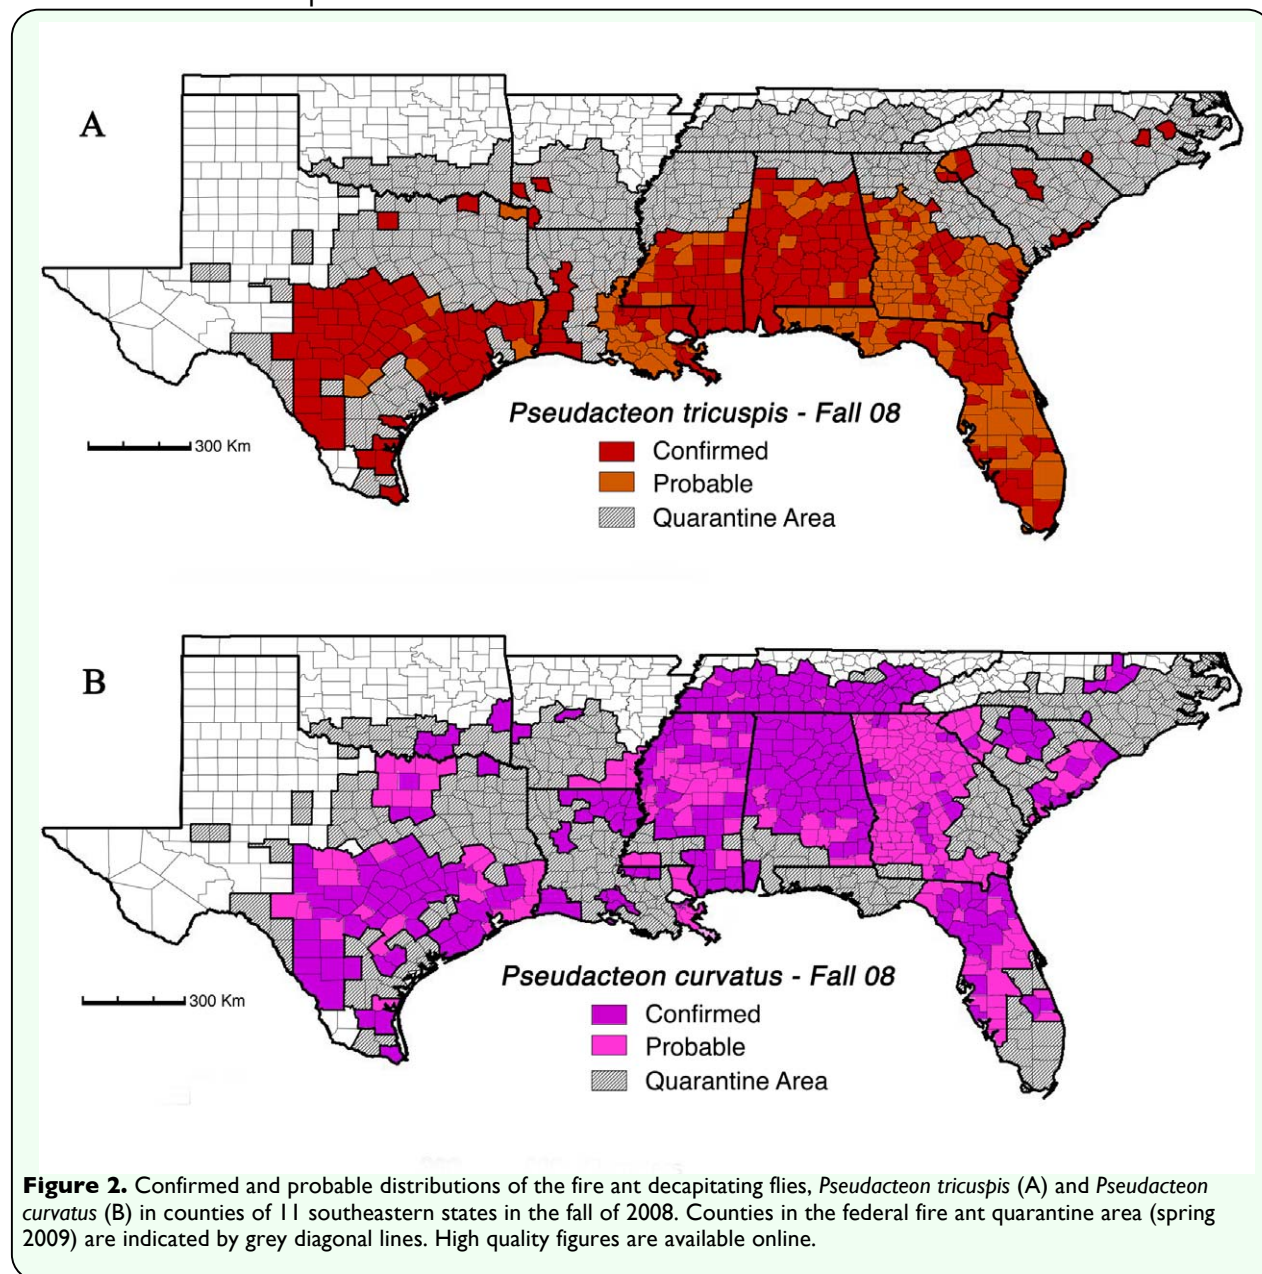 A
Pseudacteon tricuspis - Fall 08
Confirmed
Probable
Quarantine Area
300 Km
B
Pseudacteon curvatus - Fall 08
Confirmed
Probable
Quarantine Area
300 Km
Figure 2. Confirmed and probable distributions of the fire ant decapitating flies, Pseudacteon tricuspis (A) and Pseudacteon
curvatus (B) in counties of 11 southeastern states in the fall of 2008. Counties in the federal fire ant quarantine area (spring
2009) are indicated by grey diagonal lines. High quality figures are available online.